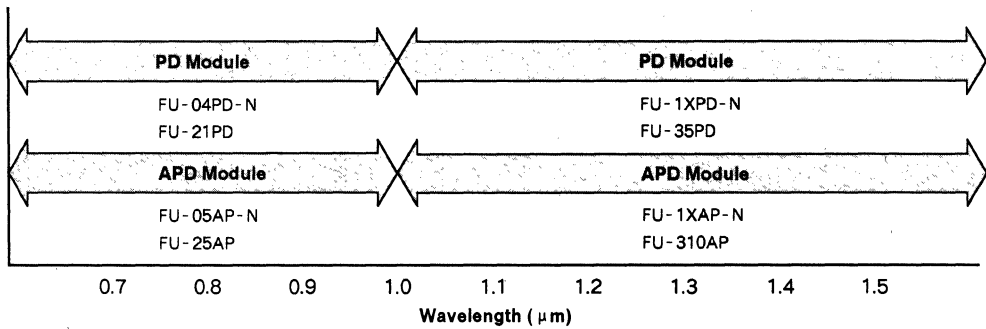 PD Module PD Module
FU-04PD-N FU-1XPD-N
FU-21PD FU-35PD
APD Module APD Module
FU-05AP-N FU-1XAP-N
FU-25AP FU-310AP
0.7 0.8 0.9 1.0 1.1 1.2 1.3 1.4 1.5
Wavelength (μm)